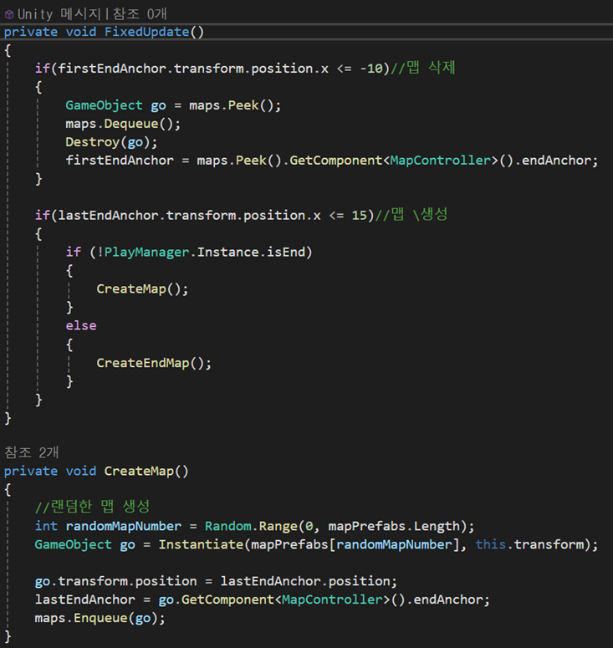 Unity 메시지 | 참조 0개
private void FixedUpdate()
{
if(firstEndAnchor.transform.position.x <= -10)//맵 삭제
{
GameObject go = maps.Peek();
maps.Dequeue();
Destroy(go);
firstEndAnchor = maps.Peek().GetComponent<MapController>().endAnchor;
}
if(lastEndAnchor.transform.position.x <= 15)//맵 \생성
{
if (!PlayManager.Instance.isEnd)
{
CreateMap();
}
else
{
CreateEndMap();
}
}
}
참조 2개
private void CreateMap()
{
//랜덤한 맵 생성
int randomMapNumber = Random.Range(0, mapPrefabs.Length);
GameObject go = Instantiate(mapPrefabs[randomMapNumber], this.transform);
go.transform.position = lastEndAnchor.position;
lastEndAnchor = go.GetComponent<MapController>().endAnchor;
maps.Enqueue(go);
}